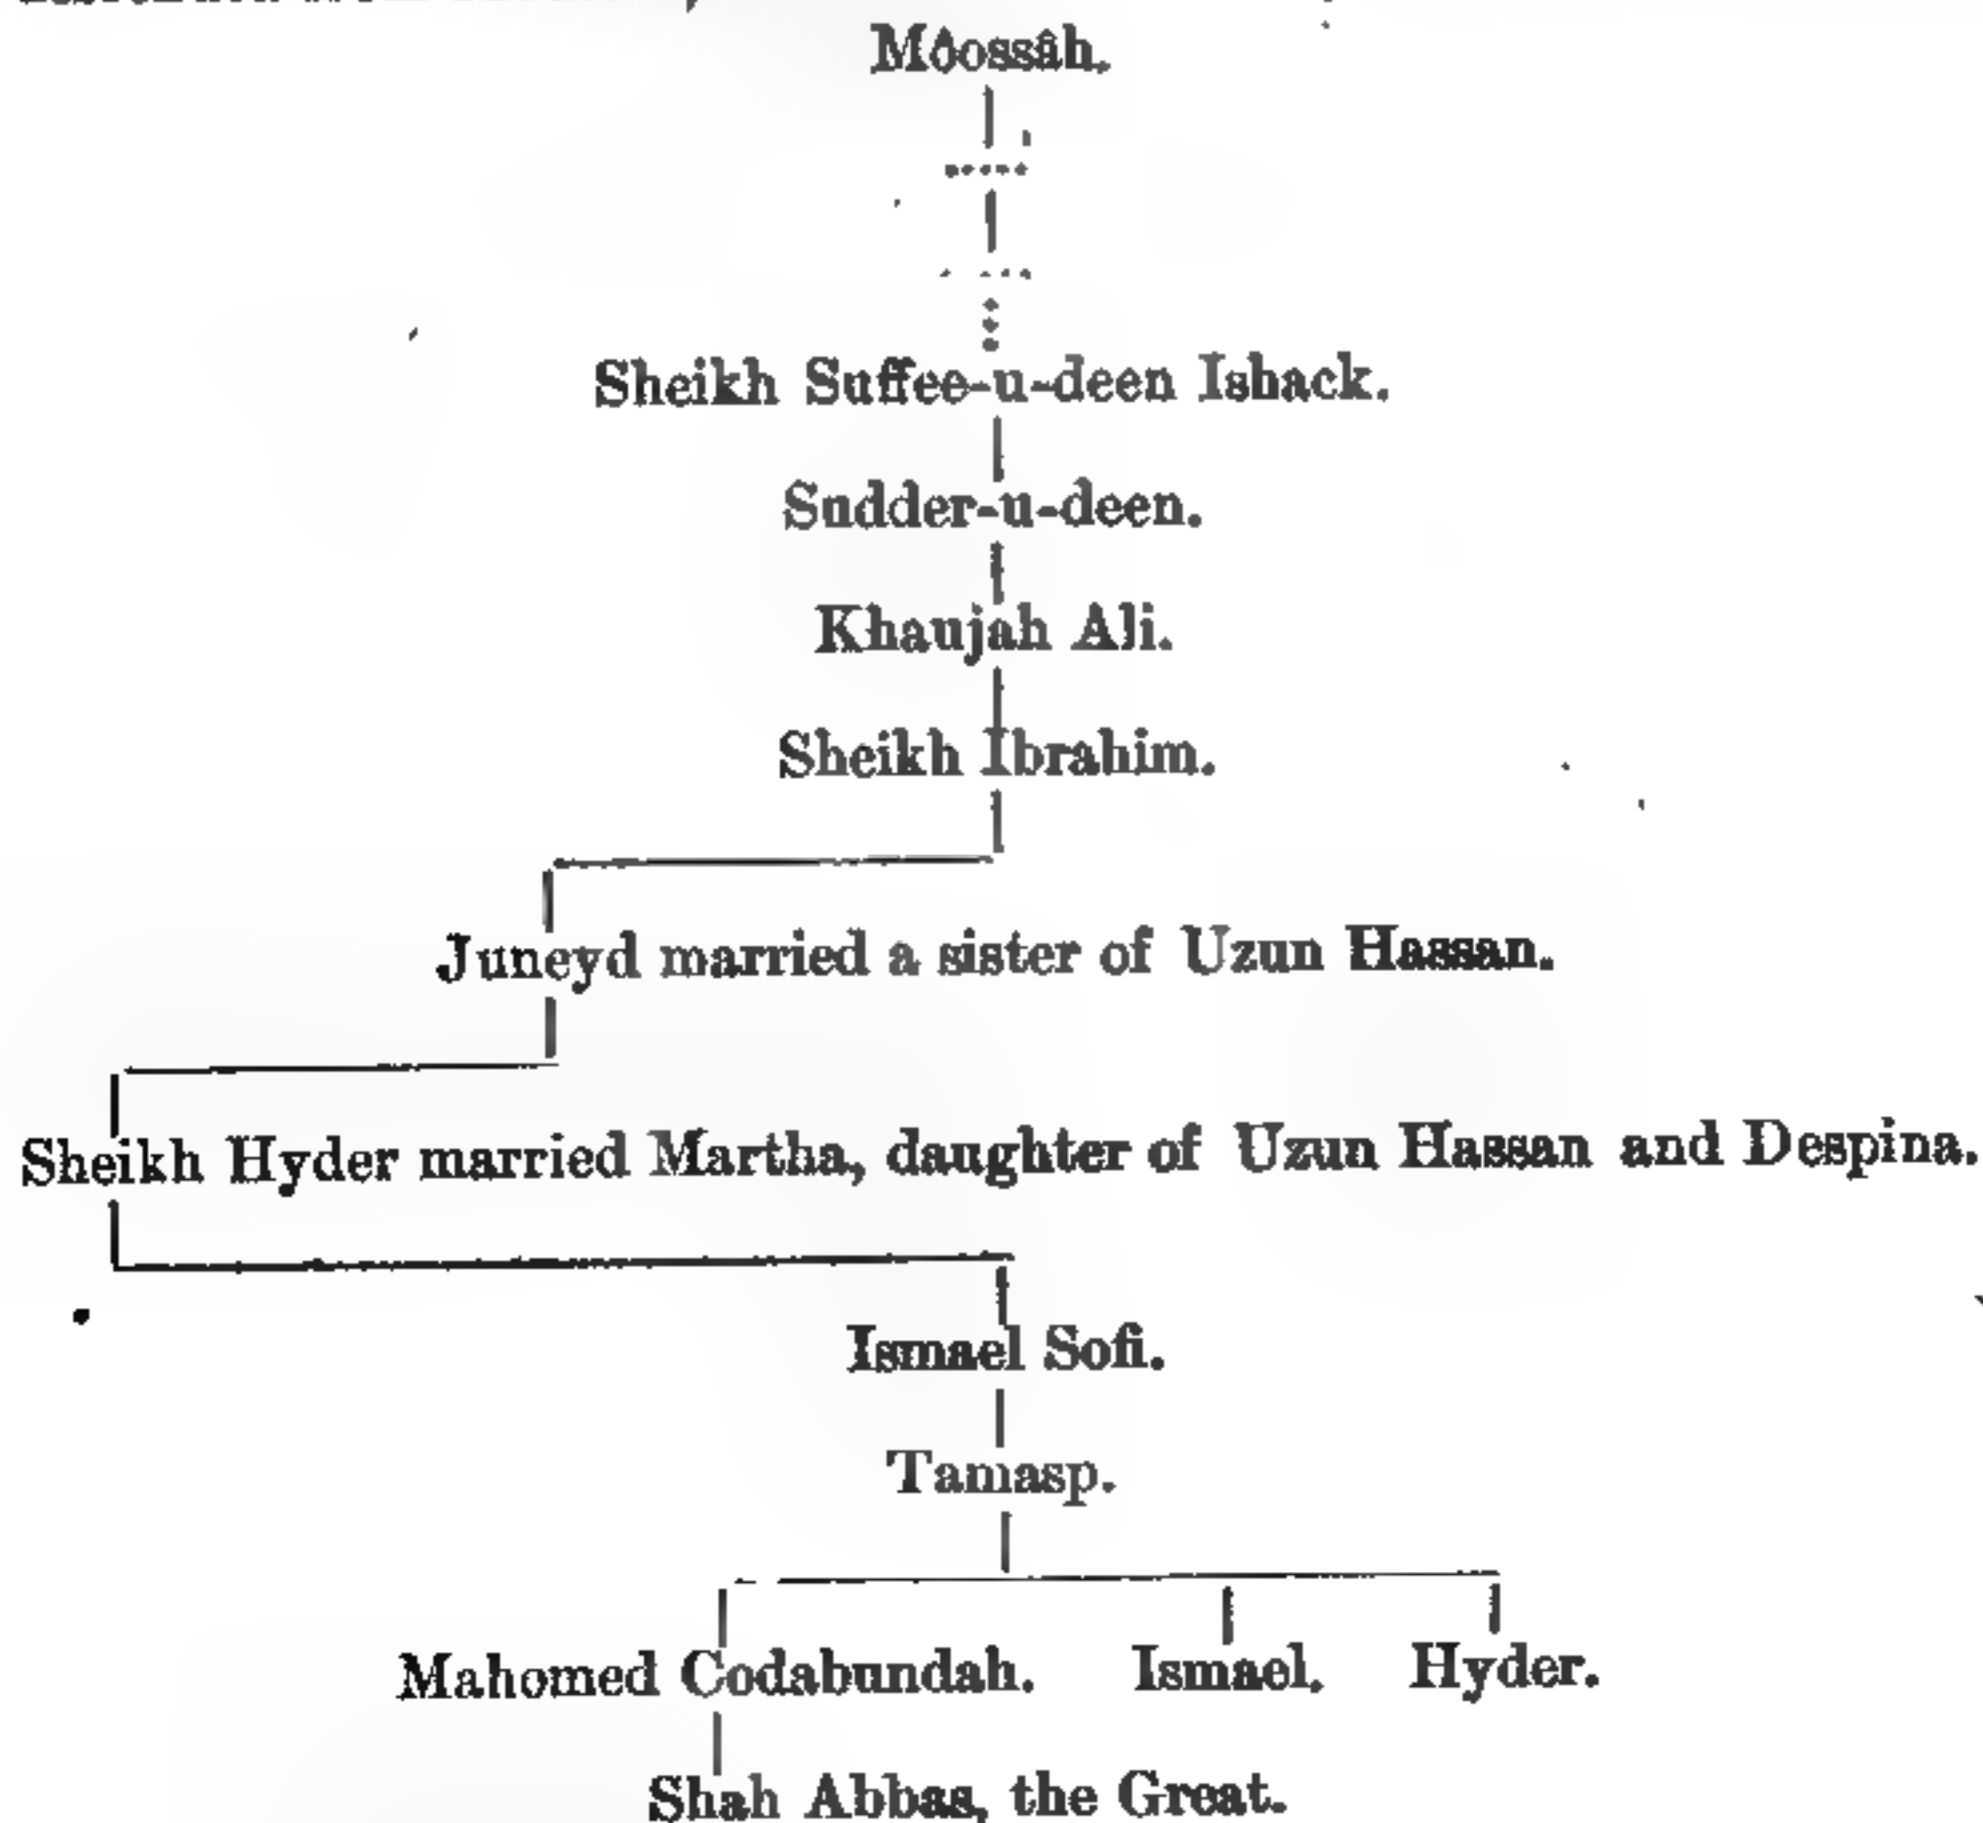 Môossâh.
Sheikh Suffee-u-deen Ishack.
Sudder-u-deen.
Khaujah Ali.
Sheikh Ibrahim.
Juneyd married a sister of Uzun Hassan.
Sheikh Hyder married Martha, daughter of Uzun Hassan and Despina.
Ismael Sofi.
Tamasp.
Mahomed Codabundah. Ismael. Hyder.
Shah Abbas, the Great.